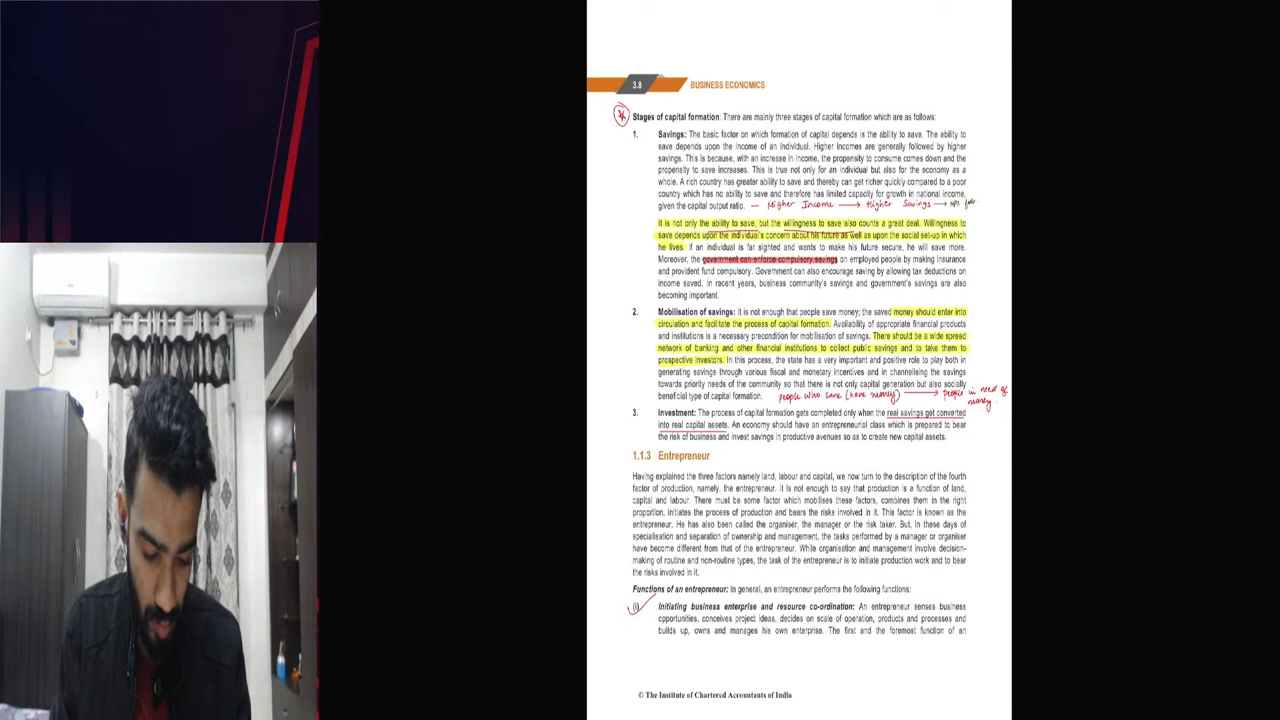 3.8 BUSINESS ECONOMICS
Stages of capital formation: There are mainly three stages of capital formation which are as follows:
1. Savings: The basic factor on which formation of capital depends is the ability to save. The ability to
save depends upon the income of an individual. Higher incomes are generally followed by higher
savings. This is because, with an increase in income, the propensity to consume comes down and the
propensity to save increases. This is true not only for an individual but also for the economy as a
whole. A rich country has greater ability to save and thereby can get richer quickly compared to a poor
country which has no ability to save and therefore has limited capacity for growth in national income,
given the capital output ratio. — Higher Income → Higher Savings →
It is not only the ability to save, but the willingness to save also counts a great deal. Willingness to
save depends upon the individual's concern about his future as well as upon the social set-up in which
he lives. If an individual is far sighted and wants to make his future secure, he will save more.
Moreover, the government can enforce compulsory savings on employed people by making insurance
and provident fund compulsory. Government can also encourage saving by allowing tax deductions on
income saved. In recent years, business community's savings and government's savings are also
becoming important.
2. Mobilisation of savings: It is not enough that people save money; the saved money should enter into
circulation and facilitate the process of capital formation. Availability of appropriate financial products
and institutions is a necessary precondition for mobilisation of savings. There should be a wide spread
network of banking and other financial institutions to collect public savings and to take them to
prospective investors. In this process, the state has a very important and positive role to play both in
generating savings through various fiscal and monetary incentives and in channelising the savings
towards priority needs of the community so that there is not only capital generation but also socially
beneficial type of capital formation. people who save (have money) → people in need of
money.
3. Investment: The process of capital formation gets completed only when the real savings get converted
into real capital assets. An economy should have an entrepreneurial class which is prepared to bear
the risk of business and invest savings in productive avenues so as to create new capital assets.
1.1.3 Entrepreneur
Having explained the three factors namely land, labour and capital, we now turn to the description of the fourth
factor of production, namely, the entrepreneur. It is not enough to say that production is a function of land,
capital and labour. There must be some factor which mobilises these factors, combines them in the right
proportion, initiates the process of production and bears the risks involved in it. This factor is known as the
entrepreneur. He has also been called the organiser, the manager or the risk taker. But, in these days of
specialisation and separation of ownership and management, the tasks performed by a manager or organiser
have become different from that of the entrepreneur. While organisation and management involve decision-
making of routine and non-routine types, the task of the entrepreneur is to initiate production work and to bear
the risks involved in it.
Functions of an entrepreneur: In general, an entrepreneur performs the following functions:
(i) Initiating business enterprise and resource co-ordination: An entrepreneur senses business
opportunities, conceives project ideas, decides on scale of operation, products and processes and
builds up, owns and manages his own enterprise. The first and the foremost function of an
© The Institute of Chartered Accountants of India